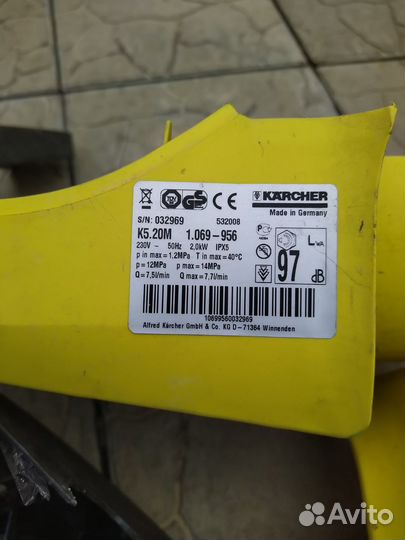 KÄRCHER
Made in Germany
S/N: 032969 532008
K5.20M 1.069-956
230V ~ 50Hz 2,0kW IPX5
p in max = 1,2MPa T in max = 40°C
p = 12MPa p max = 14MPa
Q = 7,5l/min Q max = 7,7l/min
LWA
97 dB
10699560032969
Alfred Kärcher GmbH & Co. KG D - 71364 Winnenden
Avito